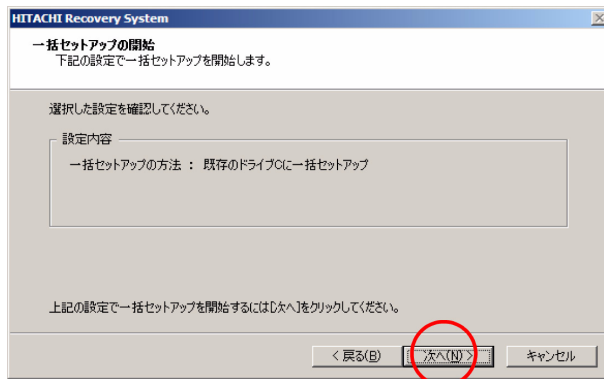 HITACHI Recovery System
一括セットアップの開始
下記の設定で一括セットアップを開始します。
選択した設定を確認してください。
設定内容
一括セットアップの方法 : 既存のドライブCに一括セットアップ
上記の設定で一括セットアップを開始するには[次へ]をクリックしてください。
< 戻る(B) 次へ(N) > キャンセル